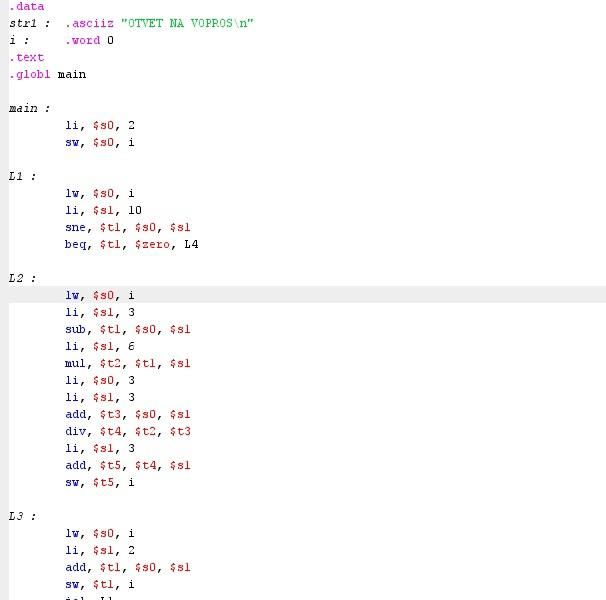 .data
str1 : .asciiz "OTVET NA VOPROS\n"
i : .word 0
.text
.globl main
main :
li, $s0, 2
sw, $s0, i
L1 :
lw, $s0, i
li, $s1, 10
sne, $t1, $s0, $s1
beq, $t1, $zero, L4
L2 :
lw, $s0, i
li, $s1, 3
sub, $t1, $s0, $s1
li, $s1, 6
mul, $t2, $t1, $s1
li, $s0, 3
li, $s1, 3
add, $t3, $s0, $s1
div, $t4, $t2, $t3
li, $s1, 3
add, $t5, $t4, $s1
sw, $t5, i
L3 :
lw, $s0, i
li, $s1, 2
add, $t1, $s0, $s1
sw, $t1, i